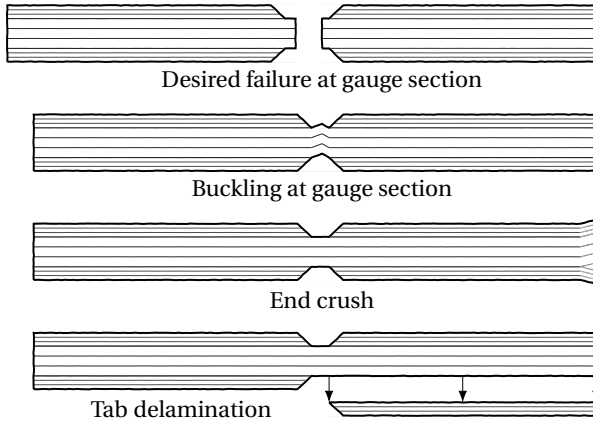 Desired failure at gauge section
Buckling at gauge section
End crush
Tab delamination